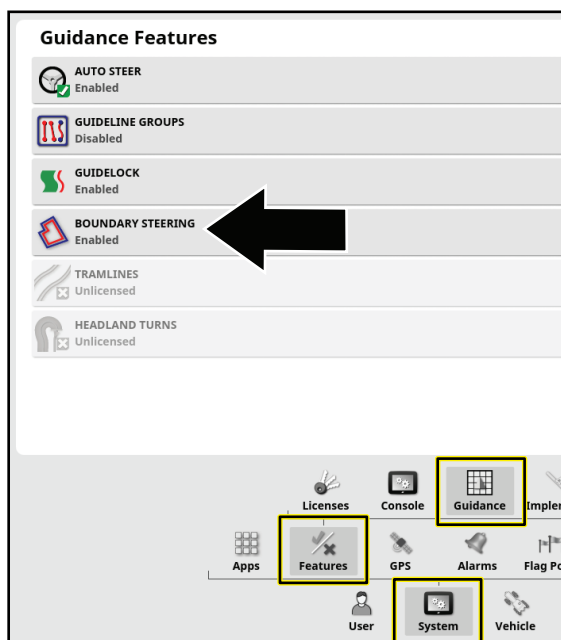 Guidance Features
AUTO STEER
Enabled
GUIDELINE GROUPS
Disabled
GUIDELOCK
Enabled
BOUNDARY STEERING
Enabled
TRAMLINES
Unlicensed
HEADLAND TURNS
Unlicensed
Licenses Console Guidance Impler
Apps Features GPS Alarms Flag Po
User System Vehicle